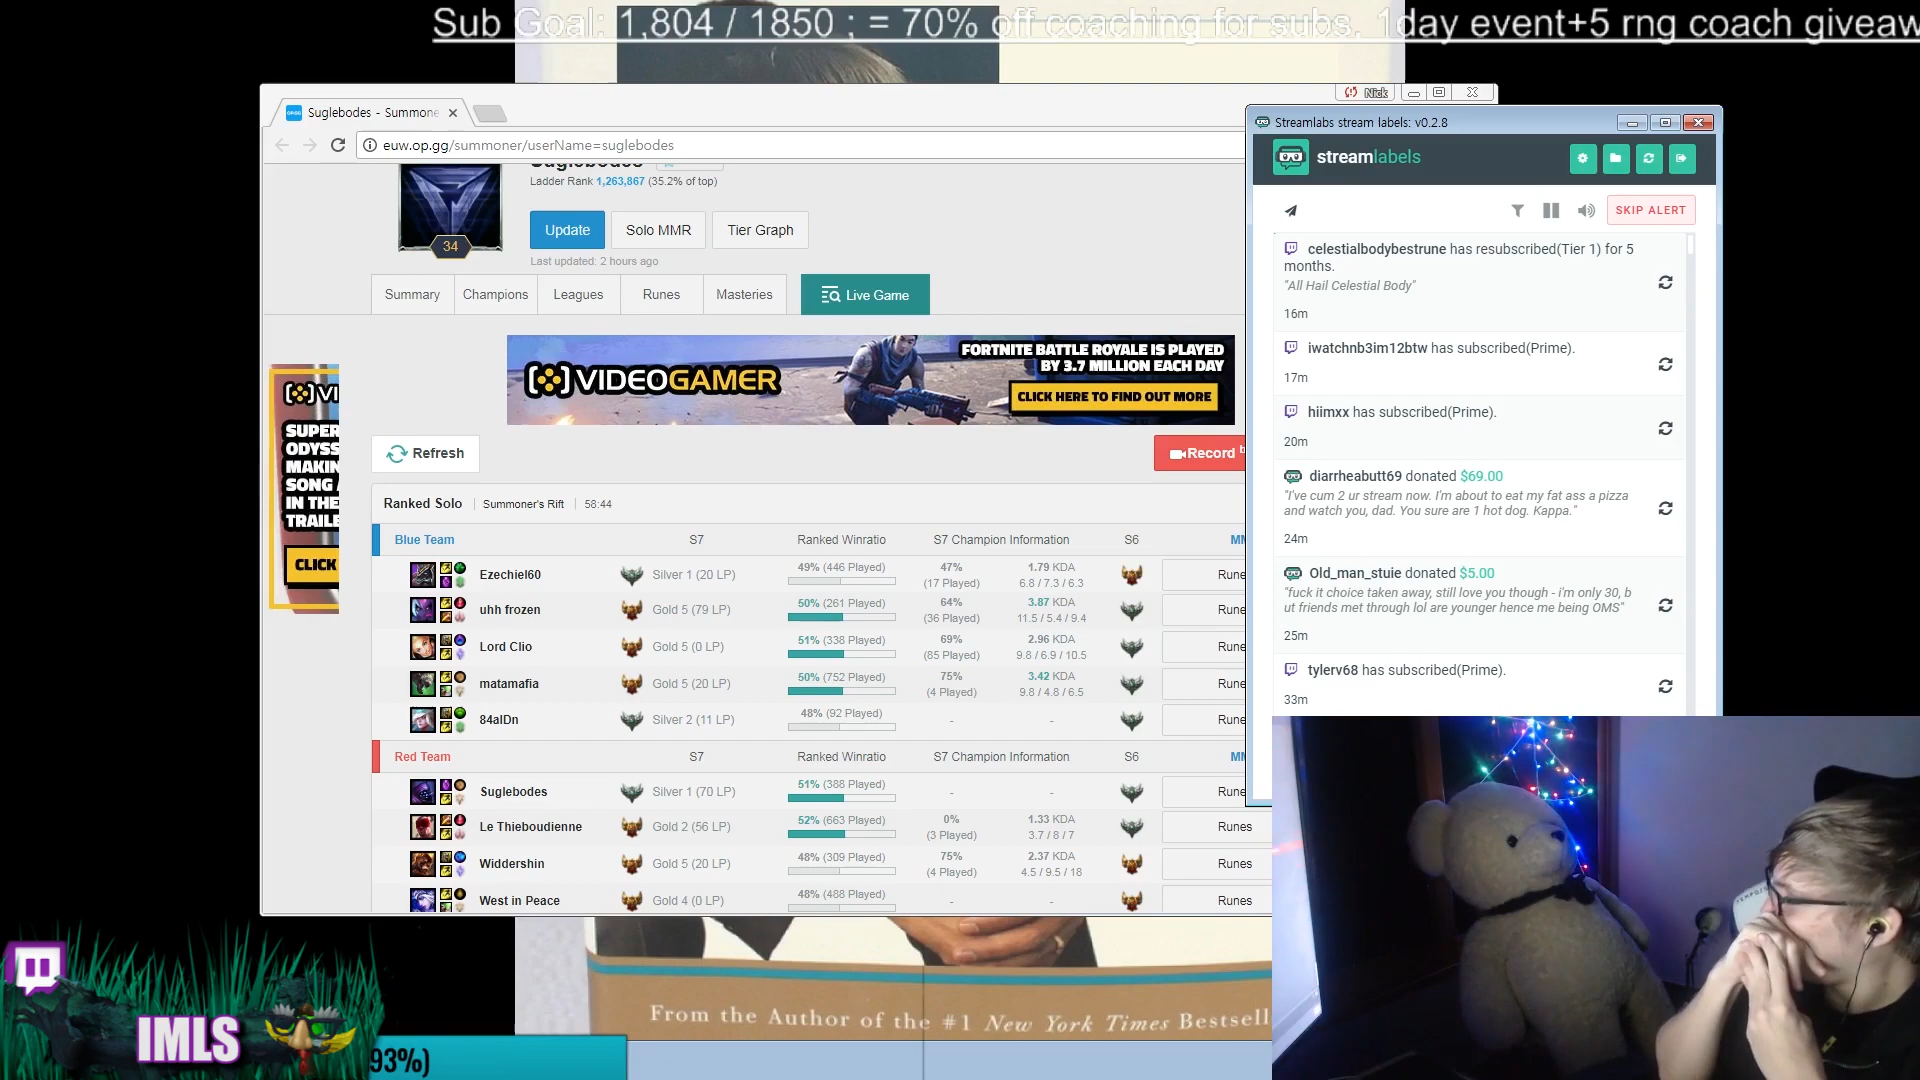 Sub Goal: 1,804 / 1850 ; = 70% off coaching for subs. 1day event+5 rng coach giveaw
Nick
Suglebodes - Summone
euw.op.gg/summoner/userName=suglebodes
Suglebodes
Ladder Rank 1,263,867 (35.2% of top)
34
Update
Solo MMR
Tier Graph
Last updated: 2 hours ago
Summary
Champions
Leagues
Runes
Masteries
Live Game
VIDEOGAMER
FORTNITE BATTLE ROYALE IS PLAYED
BY 3.7 MILLION EACH DAY
CLICK HERE TO FIND OUT MORE
VI
SUPER
ODYSS
MAKIN
SONG
IN THE
TRAILE
CLICK
Refresh
Record
Ranked Solo Summoner's Rift 58:44
Blue Team S7 Ranked Winratio S7 Champion Information S6 MM
Ezechiel60 Silver 1 (20 LP) 49% (446 Played) 47% (17 Played) 1.79 KDA 6.8 / 7.3 / 6.3 Rune
uhh frozen Gold 5 (79 LP) 50% (261 Played) 64% (36 Played) 3.87 KDA 11.5 / 5.4 / 9.4 Rune
Lord Clio Gold 5 (0 LP) 51% (338 Played) 69% (85 Played) 2.96 KDA 9.8 / 6.9 / 10.5 Rune
matamafia Gold 5 (20 LP) 50% (752 Played) 75% (4 Played) 3.42 KDA 9.8 / 4.8 / 6.5 Rune
84alDn Silver 2 (11 LP) 48% (92 Played) - - Rune
Red Team S7 Ranked Winratio S7 Champion Information S6 MM
Suglebodes Silver 1 (70 LP) 51% (388 Played) - - Rune
Le Thieboudienne Gold 2 (56 LP) 52% (663 Played) 0% (3 Played) 1.33 KDA 3.7 / 8 / 7 Runes
Widdershin Gold 5 (20 LP) 48% (309 Played) 75% (4 Played) 2.37 KDA 4.5 / 9.5 / 18 Runes
West in Peace Gold 4 (0 LP) 48% (488 Played) - - Runes
Streamlabs stream labels: v0.2.8
streamlabels
SKIP ALERT
celestialbodybestrune has resubscribed(Tier 1) for 5
months.
"All Hail Celestial Body"
16m
iwatchnb3im12btw has subscribed(Prime).
17m
hiimxx has subscribed(Prime).
20m
diarrheabutt69 donated $69.00
"I've cum 2 ur stream now. I'm about to eat my fat ass a pizza
and watch you, dad. You sure are 1 hot dog. Kappa."
24m
Old_man_stuie donated $5.00
"fuck it choice taken away, still love you though - i'm only 30, b
ut friends met through lol are younger hence me being OMS"
25m
tylerv68 has subscribed(Prime).
33m
From the Author of the #1 New York Times Bestsell
IMLS
93%)